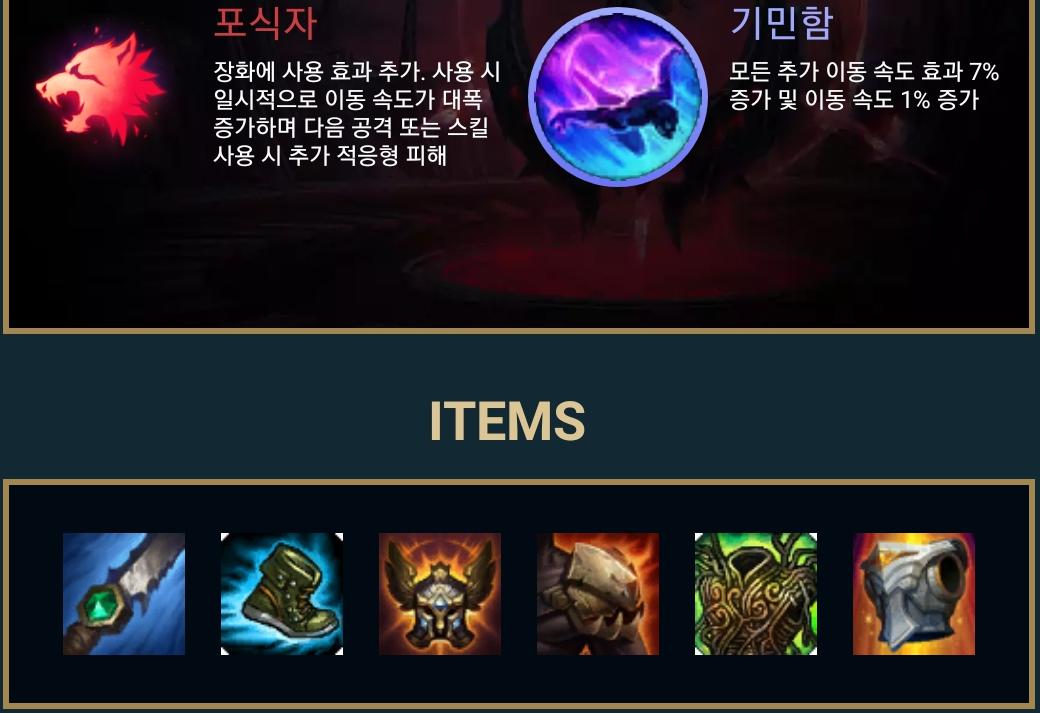 포식자
장화에 사용 효과 추가. 사용 시
일시적으로 이동 속도가 대폭
증가하며 다음 공격 또는 스킬
사용 시 추가 적응형 피해
기민함
모든 추가 이동 속도 효과 7%
증가 및 이동 속도 1% 증가
ITEMS